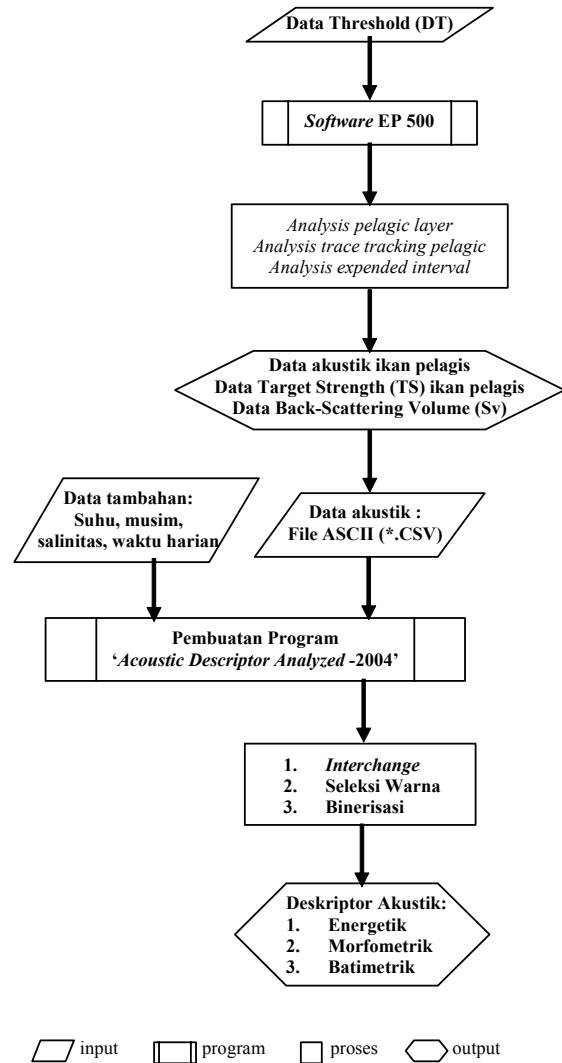 Data Threshold (DT)
Software EP 500
Analysis pelagic layer
Analysis trace tracking pelagic
Analysis expended interval
Data akustik ikan pelagis
Data Target Strength (TS) ikan pelagis
Data Back-Scattering Volume (Sv)
Data tambahan:
Suhu, musim,
salinitas, waktu harian
Data akustik :
File ASCII (*.CSV)
Pembuatan Program
‘Acoustic Descriptor Analyzed -2004’
1. Interchange
2. Seleksi Warna
3. Binerisasi
Deskriptor Akustik:
1. Energetik
2. Morfometrik
3. Batimetrik
input program proses output